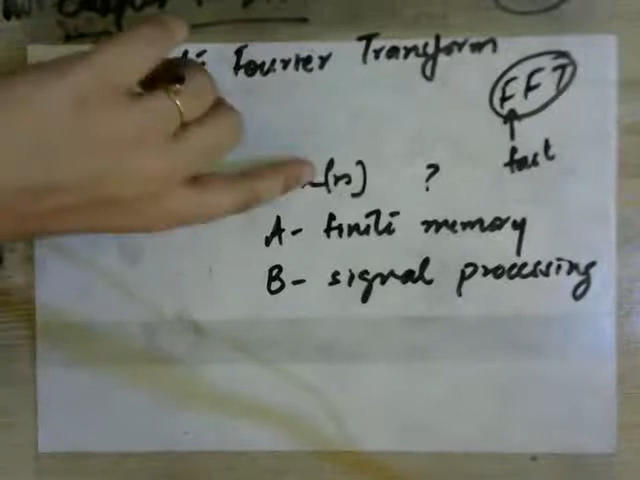 Fourier Transform
FFT
fast
[n] ?
A- finite memory
B- signal processing